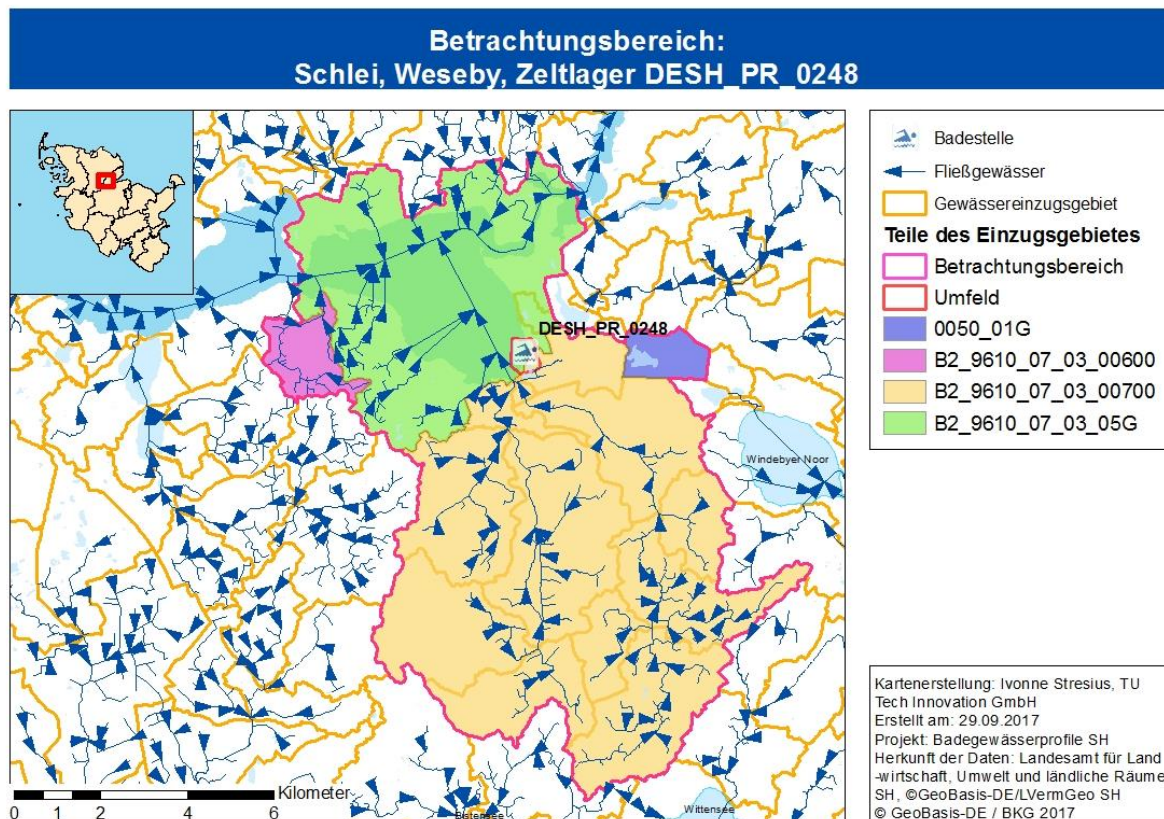 Betrachtungsbereich:
Schlei, Weseby, Zeltlager DESH_PR_0248
DESH_PR_0248
Windebyer Noor
Bistensee
Wittensee
0 1 2 4 6 Kilometer
Badestelle
Fließgewässer
Gewässereinzugsgebiet
Teile des Einzugsgebietes
Betrachtungsbereich
Umfeld
0050_01G
B2_9610_07_03_00600
B2_9610_07_03_00700
B2_9610_07_03_05G
Kartenerstellung: Ivonne Stresius, TU
Tech Innovation GmbH
Erstellt am: 29.09.2017
Projekt: Badegewässerprofile SH
Herkunft der Daten: Landesamt für Land
-wirtschaft, Umwelt und ländliche Räume
SH, ©GeoBasis-DE/LVermGeo SH
© GeoBasis-DE / BKG 2017